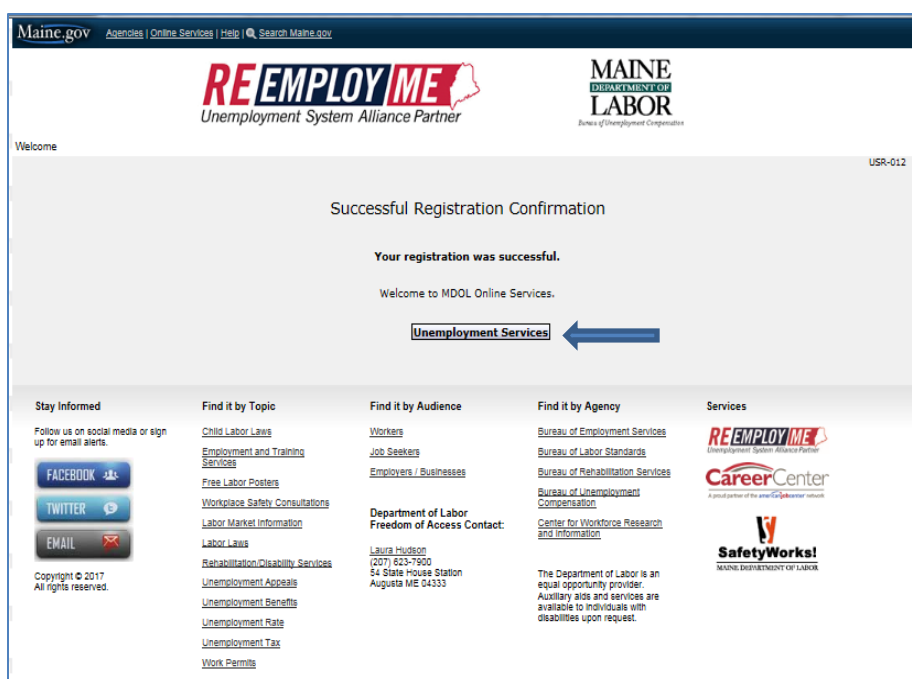 Maine.gov Agencies | Online Services | Help | Search Maine.gov
REEMPLOYME
Unemployment System Alliance Partner
MAINE
DEPARTMENT OF
LABOR
Bureau of Unemployment Compensation
Welcome
USR-012
Successful Registration Confirmation
Your registration was successful.
Welcome to MDOL Online Services.
Unemployment Services
Stay Informed
Follow us on social media or sign
up for email alerts.
FACEBOOK
TWITTER
EMAIL
Copyright © 2017
All rights reserved.
Find it by Topic
Child Labor Laws
Employment and Training
Services
Free Labor Posters
Workplace Safety Consultations
Labor Market Information
Labor Laws
Rehabilitation/Disability Services
Unemployment Appeals
Unemployment Benefits
Unemployment Rate
Unemployment Tax
Work Permits
Find it by Audience
Workers
Job Seekers
Employers / Businesses
Department of Labor
Freedom of Access Contact:
Laura Hudson
(207) 623-7900
54 State House Station
Augusta ME 04333
Find it by Agency
Bureau of Employment Services
Bureau of Labor Standards
Bureau of Rehabilitation Services
Bureau of Unemployment
Compensation
Center for Workforce Research
and Information
The Department of Labor is an
equal opportunity provider.
Auxiliary aids and services are
available to individuals with
disabilities upon request.
Services
REEMPLOYME
Unemployment System Alliance Partner
CareerCenter
A proud partner of the americanjobcenter network
SafetyWorks!
MAINE DEPARTMENT OF LABOR